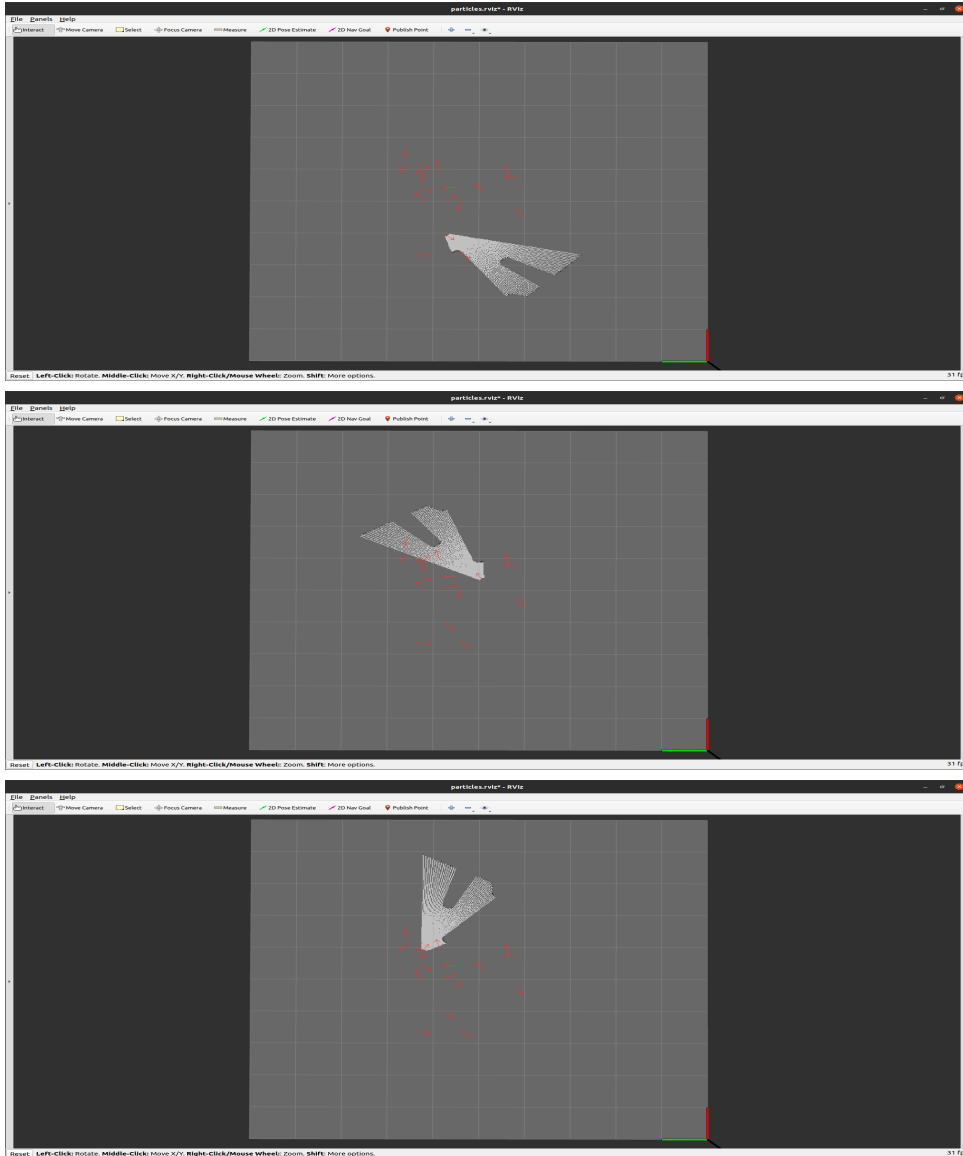 particles.rviz* - RViz
File Panels Help
Interact Move Camera Select Focus Camera Measure 2D Pose Estimate 2D Nav Goal Publish Point
Reset Left-Click: Rotate. Middle-Click: Move X/Y. Right-Click/Mouse Wheel:: Zoom. Shift: More options. 31 fp
particles.rviz* - RViz
File Panels Help
Interact Move Camera Select Focus Camera Measure 2D Pose Estimate 2D Nav Goal Publish Point
Reset Left-Click: Rotate. Middle-Click: Move X/Y. Right-Click/Mouse Wheel:: Zoom. Shift: More options. 31 fp
particles.rviz* - RViz
File Panels Help
Interact Move Camera Select Focus Camera Measure 2D Pose Estimate 2D Nav Goal Publish Point
Reset Left-Click: Rotate. Middle-Click: Move X/Y. Right-Click/Mouse Wheel:: Zoom. Shift: More options. 31 fp